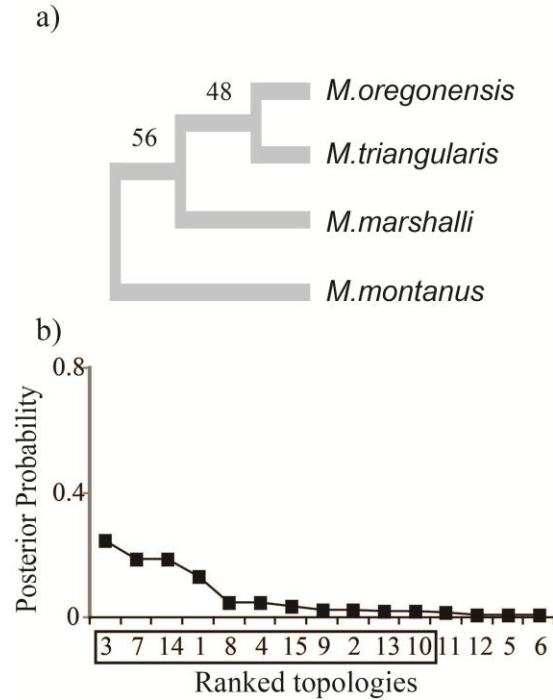 a)
48
M.oregonensis
56
M.triangularis
M.marshalli
M.montanus
b)
Posterior Probability
0.8
0.4
0
3 7 14 1 8 4 15 9 2 13 10 11 12 5 6
Ranked topologies